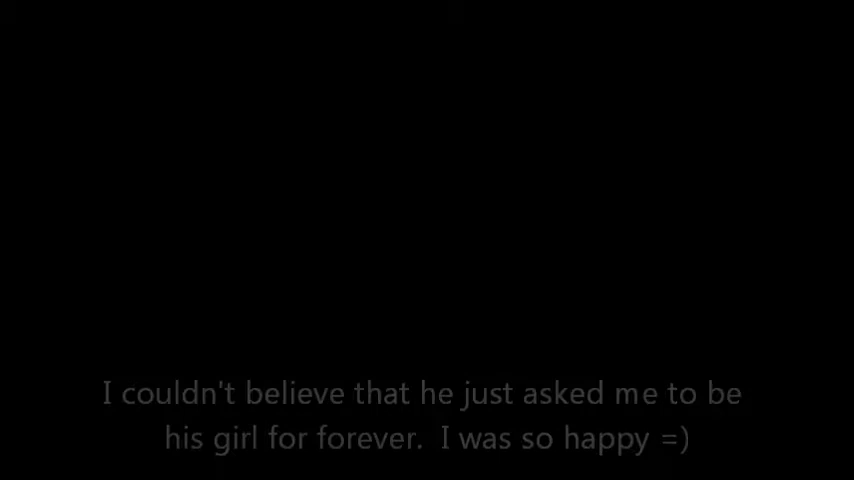 I couldn't believe that he just asked me to be
his girl for forever.  I was so happy =)